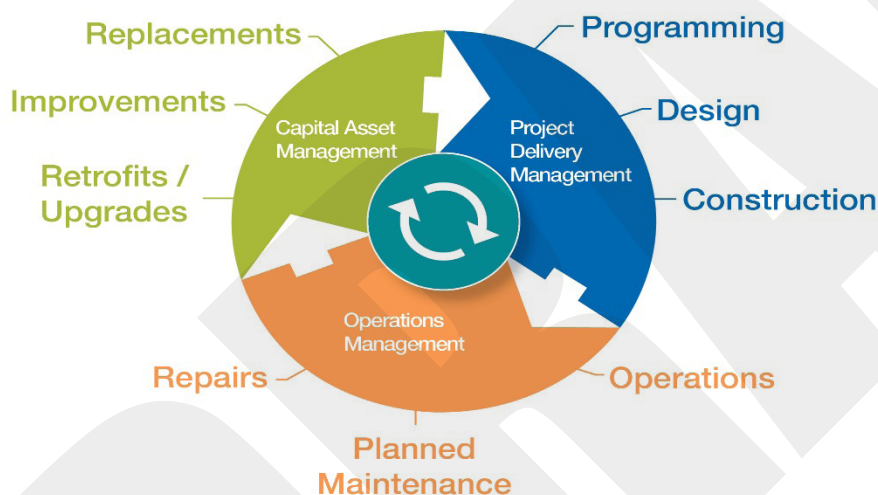 Replacements
Improvements
Retrofits /
Upgrades
Capital Asset
Management
Programming
Design
Construction
Project
Delivery
Management
Operations
Management
Repairs
Planned
Maintenance
Operations